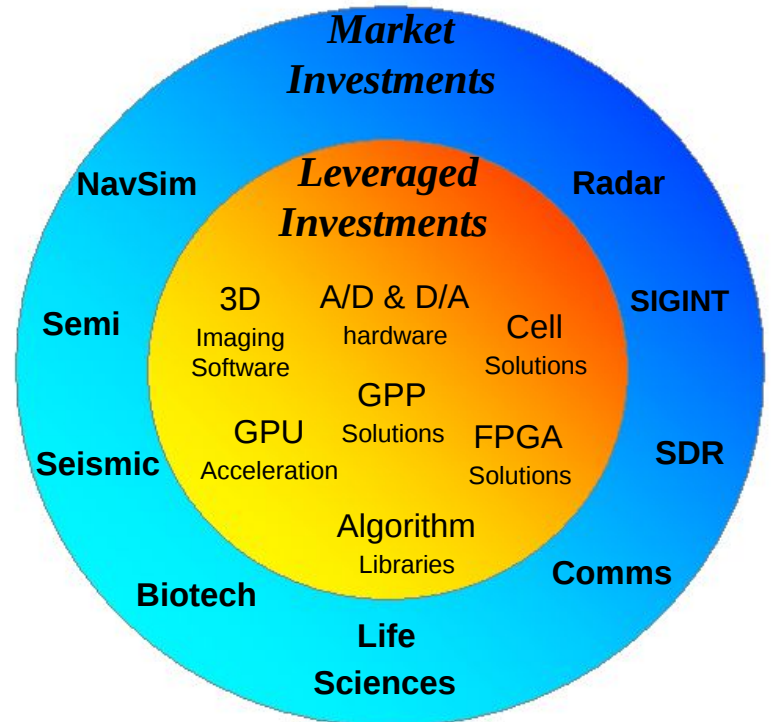 Market
Investments
NavSim
Leveraged
Investments
Radar
3D
Imaging
Software
A/D & D/A
hardware
Cell
Solutions
SIGINT
Semi
GPP
Solutions
GPU
Acceleration
FPGA
Solutions
SDR
Seismic
Algorithm
Libraries
Comms
Biotech
Life
Sciences